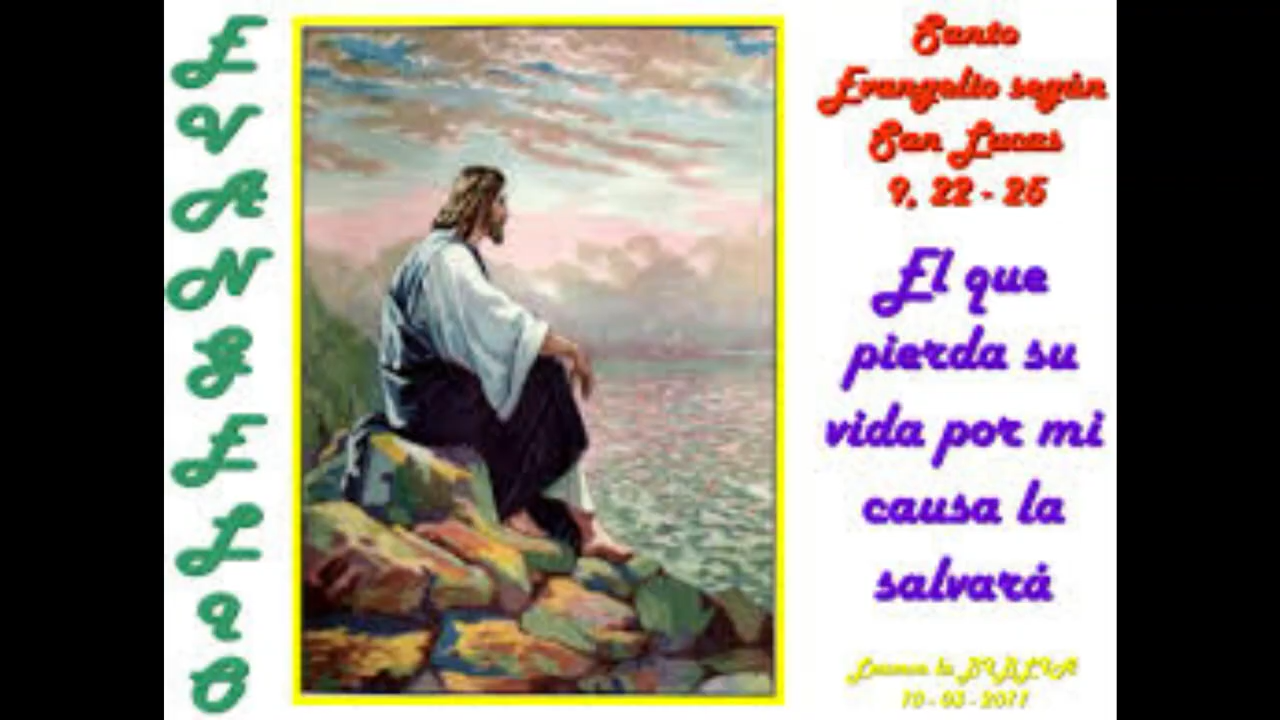 EVANGELIO
Santo
Evangelio según
San Lucas
9, 22 - 25
El que
pierda su
vida por mi
causa la
salvará
Leamos la BIBLIA
10 - 03 - 2011